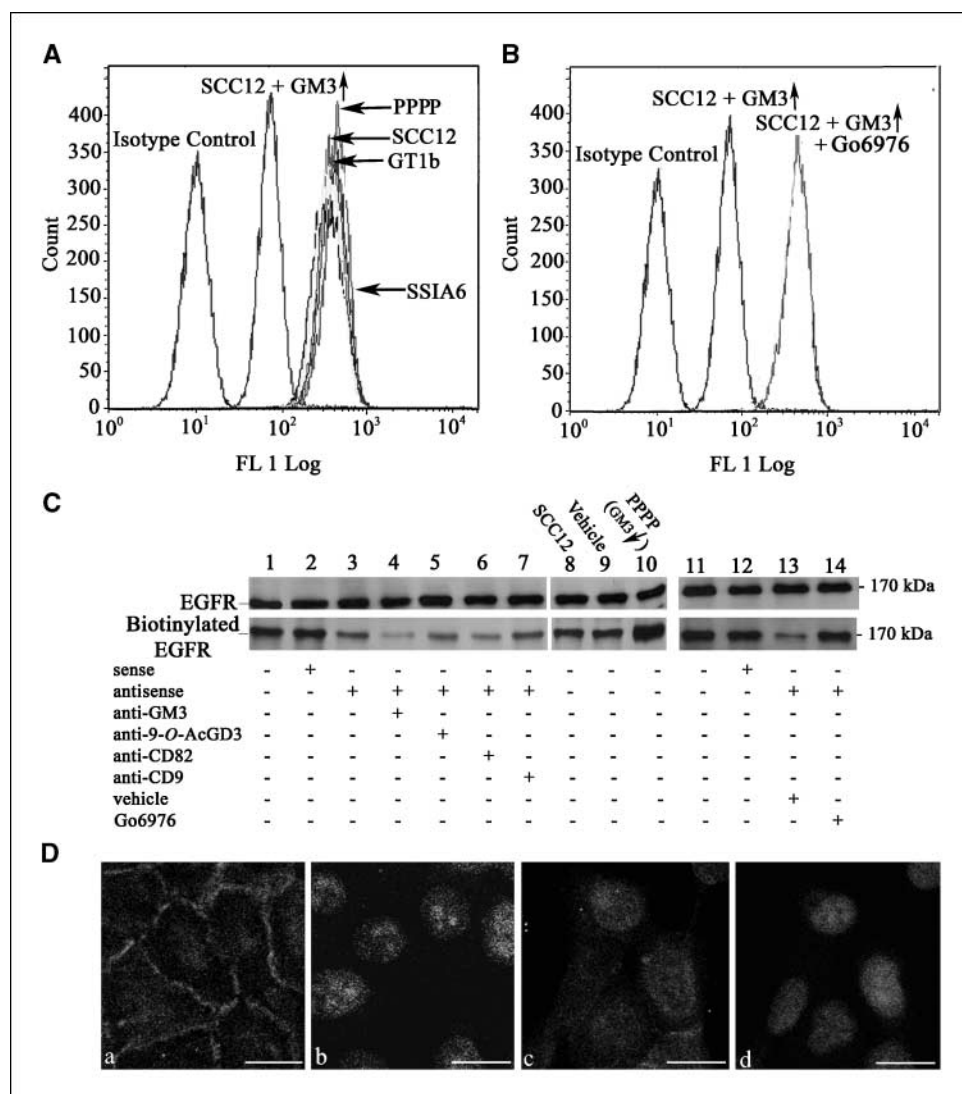 A
SCC12 + GM3↑
PPPP
SCC12
GT1b
SSIA6
Isotype Control
Count
400
350
300
250
200
150
100
50
0
10⁰ 10¹ 10² 10³ 10⁴
FL 1 Log
B
SCC12 + GM3↑
SCC12 + GM3↑
+ Go6976
Isotype Control
Count
400
350
300
250
200
150
100
50
0
10⁰ 10¹ 10² 10³ 10⁴
FL 1 Log
C
SCC12 Vehicle PPPP (GM3↓)
1 2 3 4 5 6 7 8 9 10 11 12 13 14
EGFR - 170 kDa
Biotinylated
EGFR - 170 kDa
sense - + - - - - - - - - - + - -
antisense - - + + + + + - - - - - + +
anti-GM3 - - - + - - - - - - - - - -
anti-9-O-AcGD3 - - - - + - - - - - - - - -
anti-CD82 - - - - - + - - - - - - - -
anti-CD9 - - - - - - + - - - - - - -
vehicle - - - - - - - - - - - - + -
Go6976 - - - - - - - - - - - - - +
D
a b c d